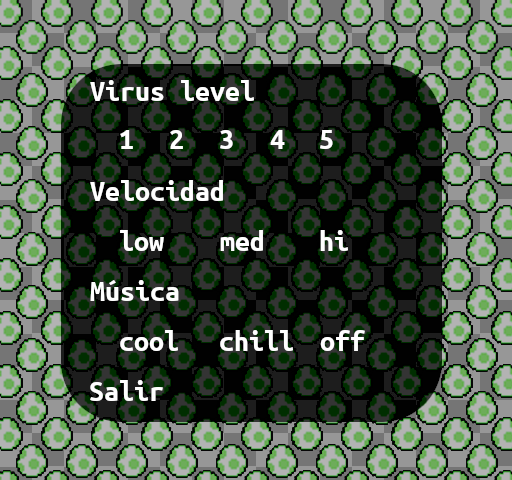 Virus level
1 2 3 4 5
Velocidad
low med hi
Música
cool chill off
Salir